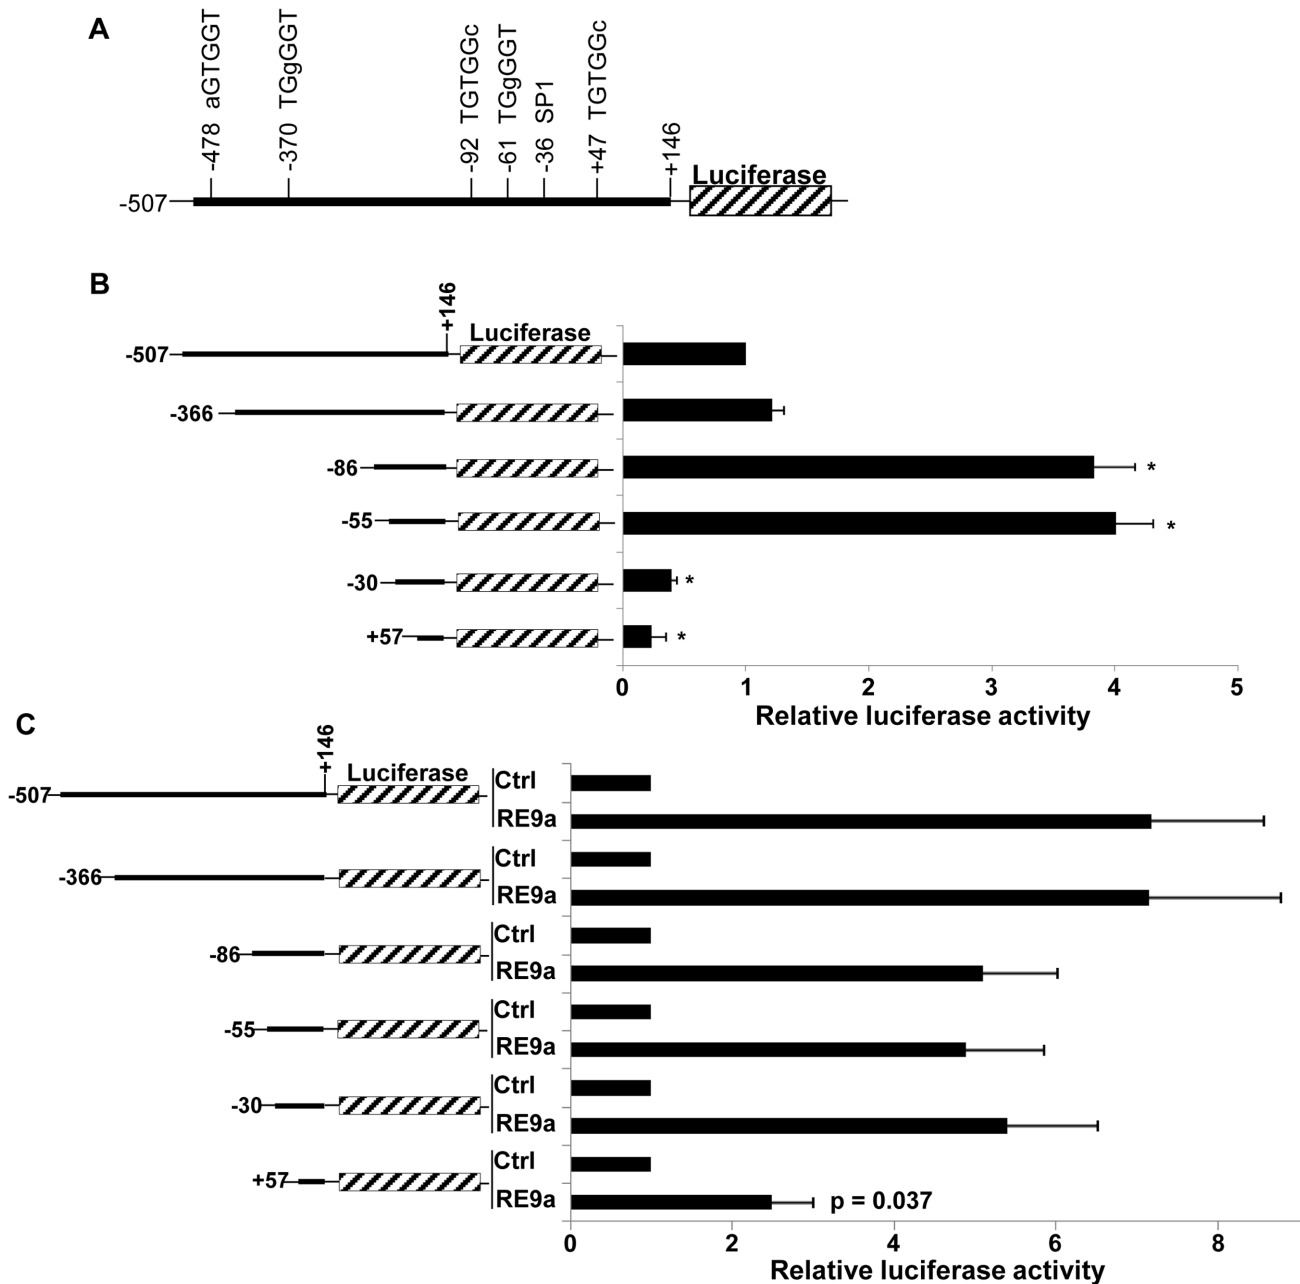 A
-478 aGTGGT
-370 TGgGGT
-92 TGTGGc
-61 TGgGGT
-36 SP1
+47 TGTGGc
+146
Luciferase
-507
B
+146
Luciferase
-507
-366
-86
*
-55
*
-30
*
+57
*
0 1 2 3 4 5
Relative luciferase activity
C
+146
Luciferase
-507
Ctrl
RE9a
-366
Ctrl
RE9a
-86
Ctrl
RE9a
-55
Ctrl
RE9a
-30
Ctrl
RE9a
+57
Ctrl
RE9a
p = 0.037
0 2 4 6 8
Relative luciferase activity